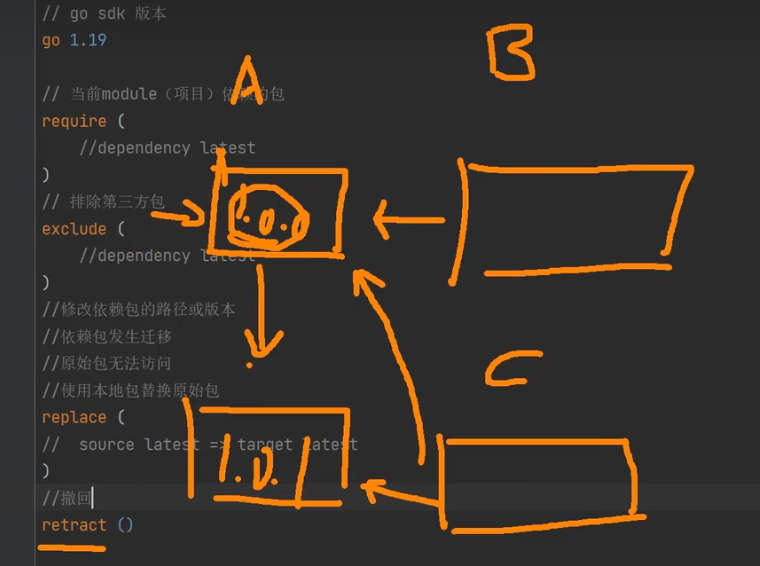 // go sdk 版本
go 1.19
A
B
// 当前module（项目）依赖的包
require (
//dependency latest
)
// 排除第三方包
1.0.0
exclude (
//dependency latest
)
//修改依赖包的路径或版本
//依赖包发生迁移
//原始包无法访问
C
//使用本地包替换原始包
replace (
// source latest => target latest
1.0.1
)
//撤回
retract ()